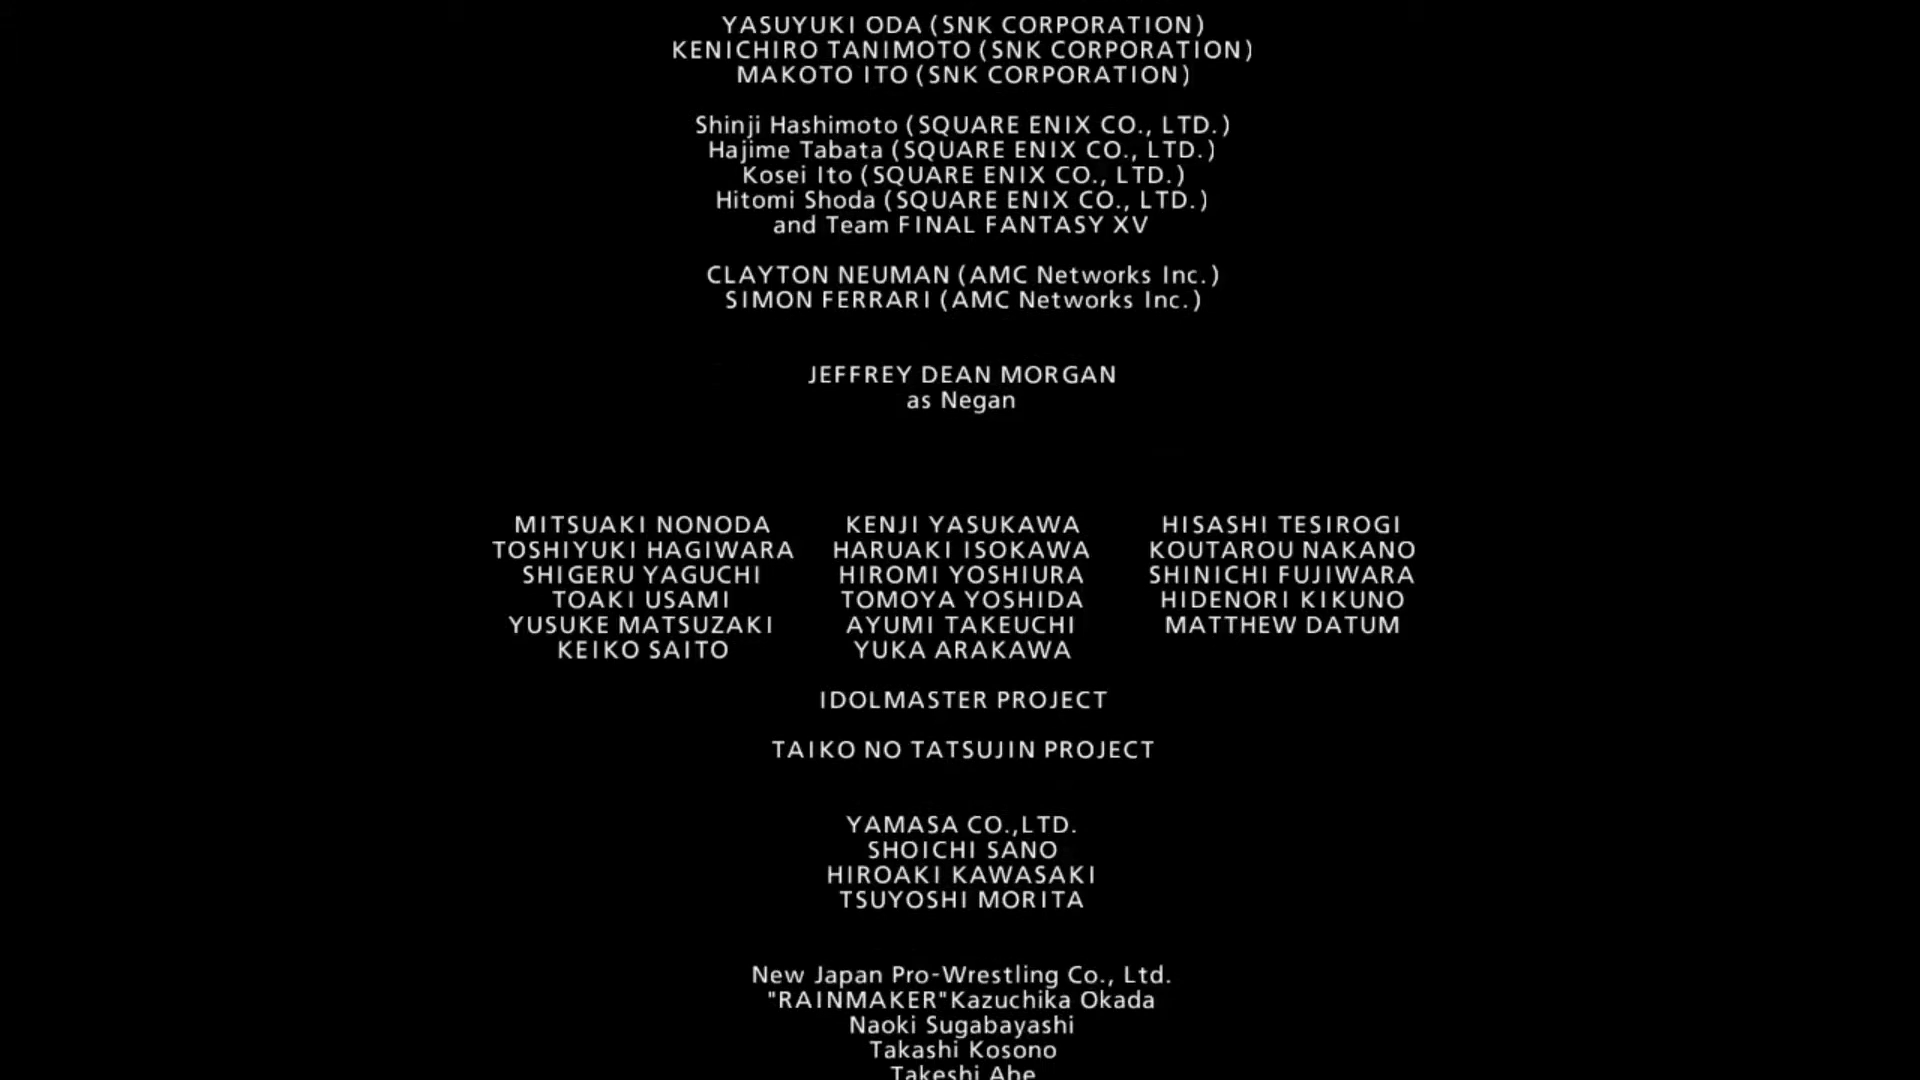 YASUYUKI ODA (SNK CORPORATION)
KENICHIRO TANIMOTO (SNK CORPORATION)
MAKOTO ITO (SNK CORPORATION)
Shinji Hashimoto (SQUARE ENIX CO., LTD.)
Hajime Tabata (SQUARE ENIX CO., LTD.)
Kosei Ito (SQUARE ENIX CO., LTD.)
Hitomi Shoda (SQUARE ENIX CO., LTD.)
and Team FINAL FANTASY XV
CLAYTON NEUMAN (AMC Networks Inc.)
SIMON FERRARI (AMC Networks Inc.)
JEFFREY DEAN MORGAN
as Negan
MITSUAKI NONODA KENJI YASUKAWA HISASHI TESIROGI
TOSHIYUKI HAGIWARA HARUAKI ISOKAWA KOUTAROU NAKANO
SHIGERU YAGUCHI HIROMI YOSHIURA SHINICHI FUJIWARA
TOAKI USAMI TOMOYA YOSHIDA HIDENORI KIKUNO
YUSUKE MATSUZAKI AYUMI TAKEUCHI MATTHEW DATUM
KEIKO SAITO YUKA ARAKAWA
IDOLMASTER PROJECT
TAIKO NO TATSUJIN PROJECT
YAMASA CO.,LTD.
SHOICHI SANO
HIROAKI KAWASAKI
TSUYOSHI MORITA
New Japan Pro-Wrestling Co., Ltd.
"RAINMAKER"Kazuchika Okada
Naoki Sugabayashi
Takashi Kosono
Takeshi Abe